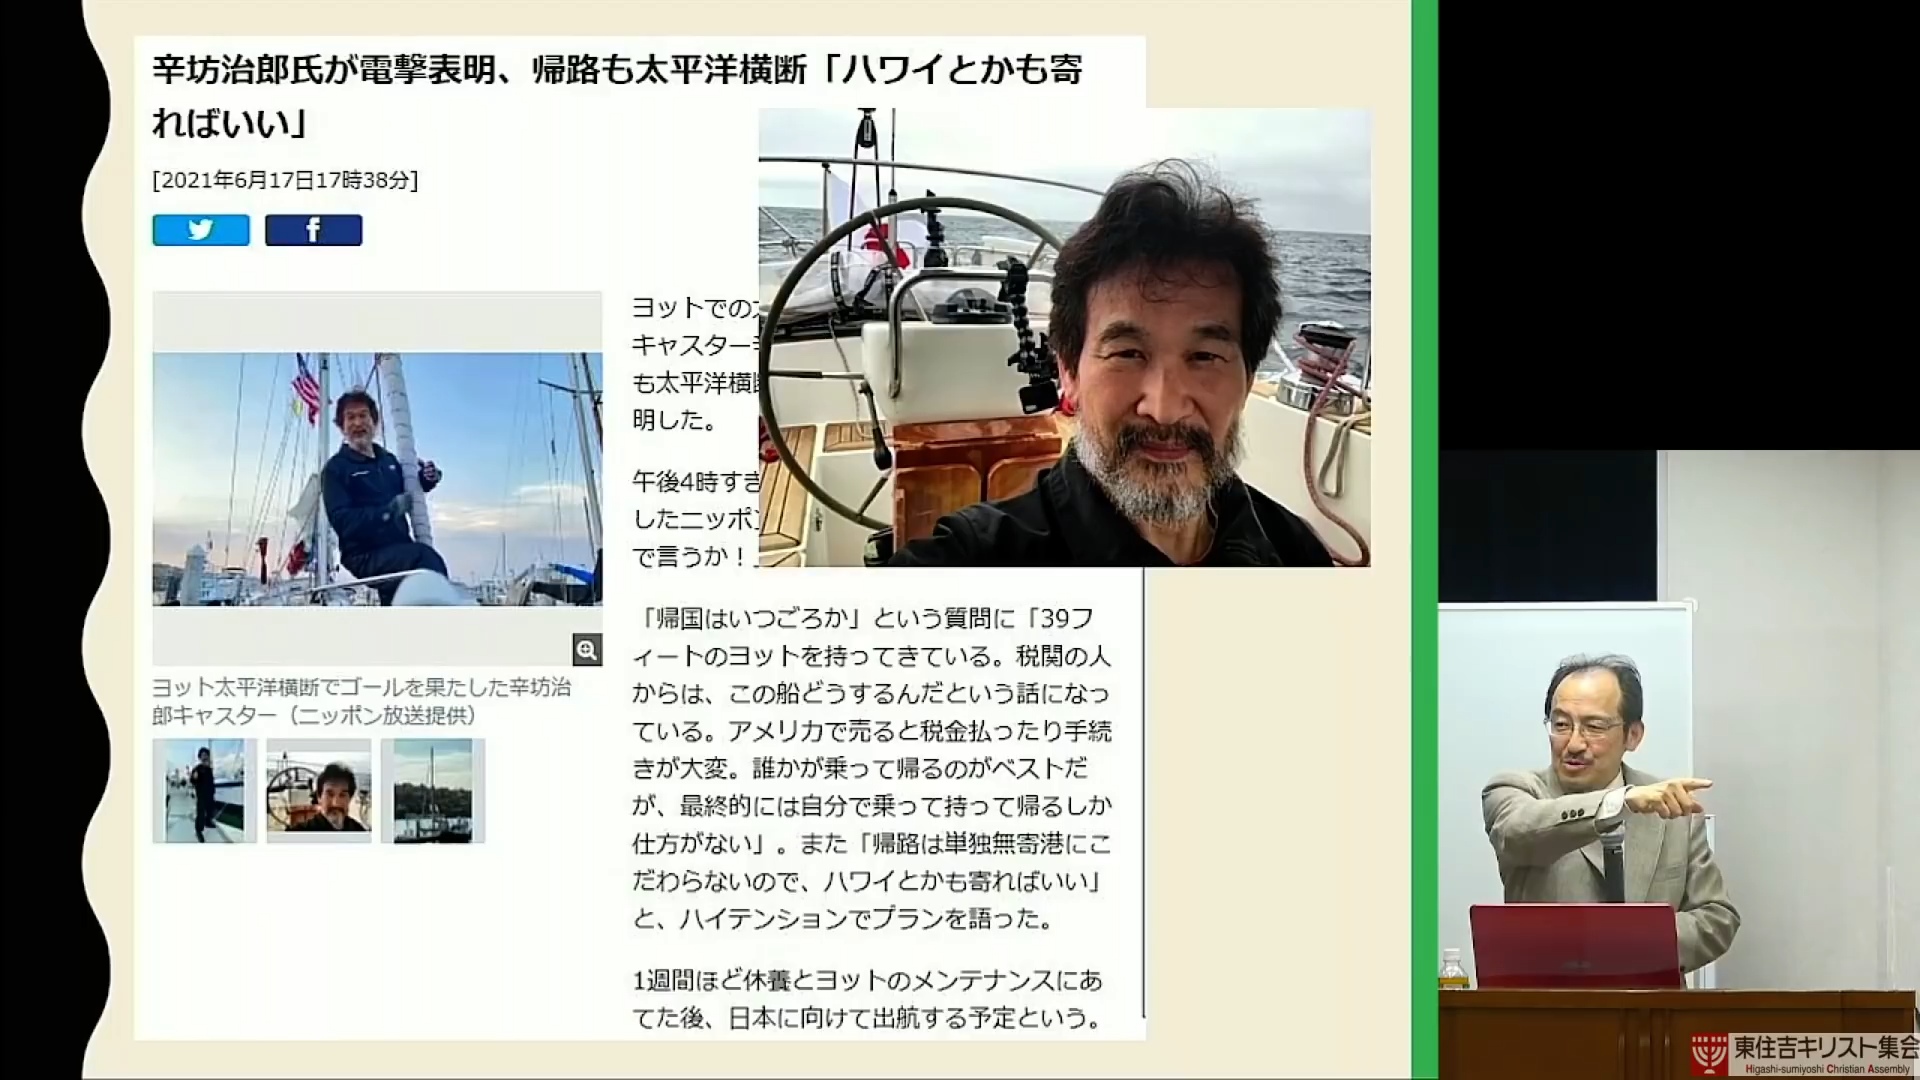 辛坊治郎氏が電撃表明、帰路も太平洋横断「ハワイとかも寄
ればいい」
[2021年6月17日17時38分]
ヨットでの
キャスター
も太平洋横
明した。
午後4時すぎ
したニッポン
で言うか！
「帰国はいつごろか」という質問に「39フ
ィートのヨットを持ってきている。税関の人
からは、この船どうするんだという話になっ
ている。アメリカで売ると税金払ったり手続
きが大変。誰かが乗って帰るのがベストだ
が、最終的には自分で乗って持って帰るしか
仕方がない」。また「帰路は単独無寄港にこ
だわらないので、ハワイとかも寄ればいい」
と、ハイテンションでプランを語った。
1週間ほど休養とヨットのメンテナンスにあ
てた後、日本に向けて出航する予定という。
ヨット太平洋横断でゴールを果たした辛坊治
郎キャスター（ニッポン放送提供）
東住吉キリスト集会
Higashi-sumiyoshi Christian Assembly